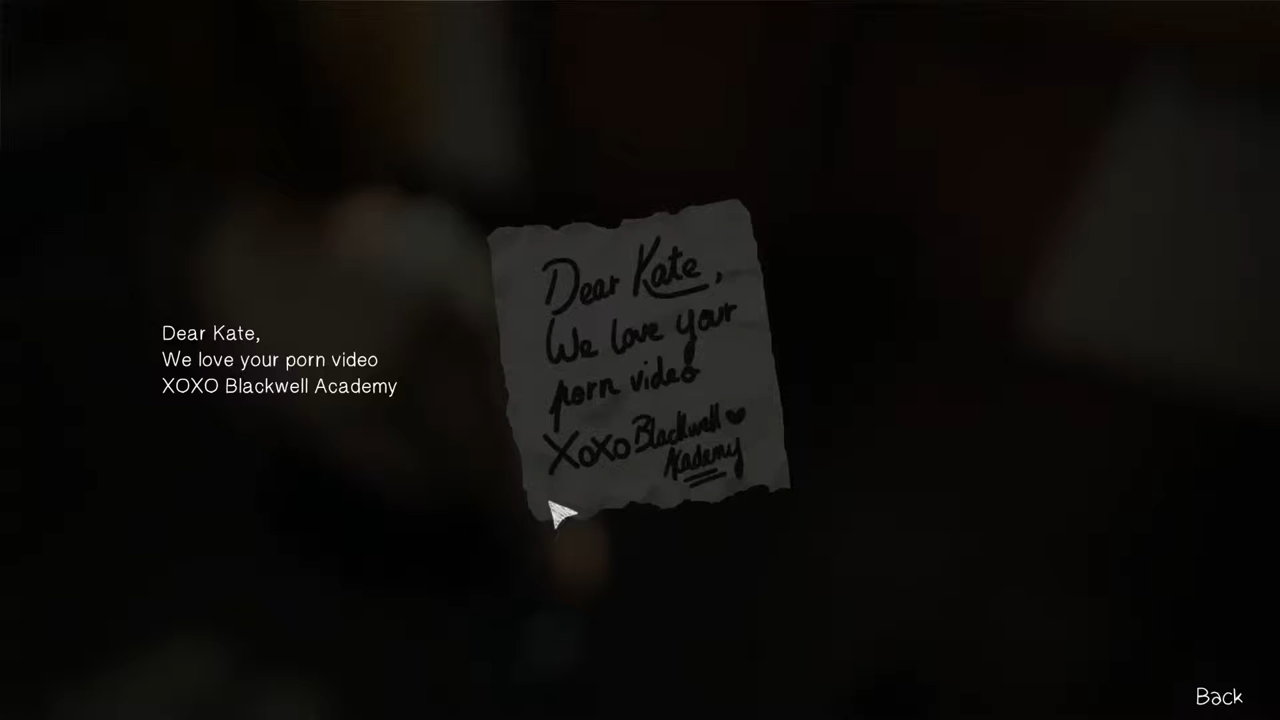 Dear Kate,
We love your porn video
XOXO Blackwell Academy
Dear Kate,
We love your
porn video
XoXo Blackwell
Academy
Back